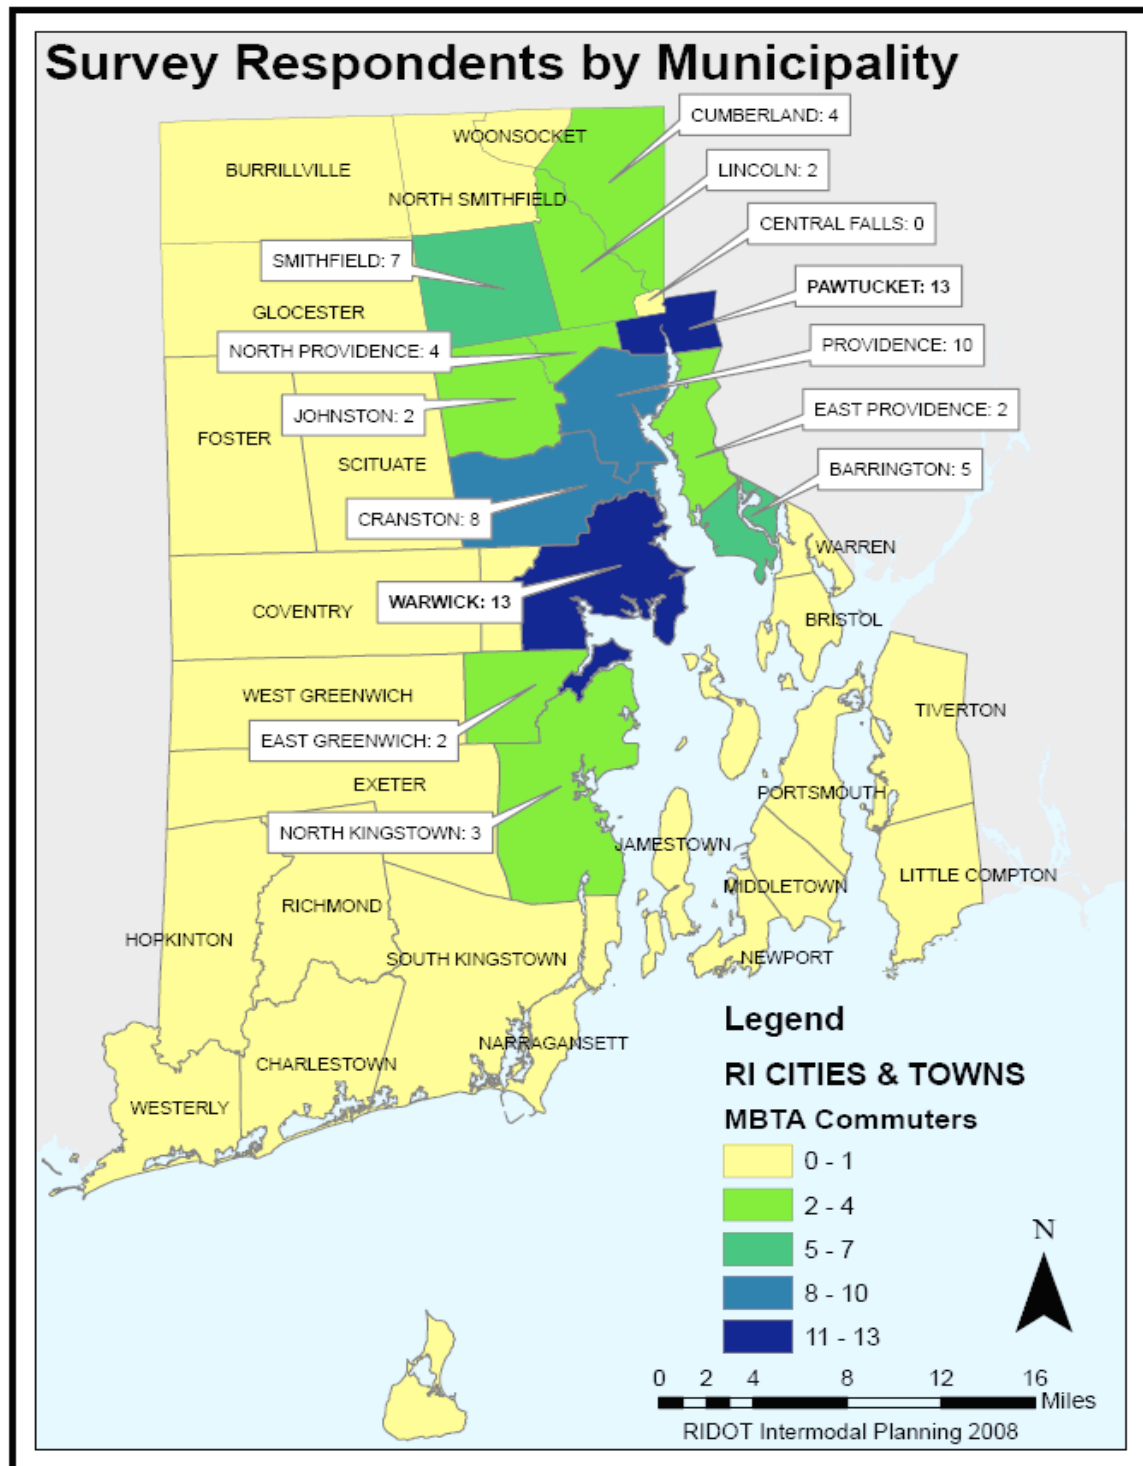 Survey Respondents by Municipality
CUMBERLAND: 4
WOONSOCKET
BURRILLVILLE
LINCOLN: 2
NORTH SMITHFIELD
CENTRAL FALLS: 0
SMITHFIELD: 7
PAWTUCKET: 13
GLOCESTER
NORTH PROVIDENCE: 4
PROVIDENCE: 10
JOHNSTON: 2
EAST PROVIDENCE: 2
FOSTER
SCITUATE
BARRINGTON: 5
CRANSTON: 8
WARREN
WARWICK: 13
COVENTRY
BRISTOL
WEST GREENWICH
TIVERTON
EAST GREENWICH: 2
EXETER
PORTSMOUTH
NORTH KINGSTOWN: 3
JAMESTOWN
LITTLE COMPTON
MIDDLETOWN
RICHMOND
HOPKINTON
SOUTH KINGSTOWN
NEWPORT
NARRAGANSETT
CHARLESTOWN
WESTERLY
Legend
RI CITIES & TOWNS
MBTA Commuters
0 - 1
2 - 4
5 - 7
8 - 10
11 - 13
N
0 2 4 8 12 16
Miles
RIDOT Intermodal Planning 2008